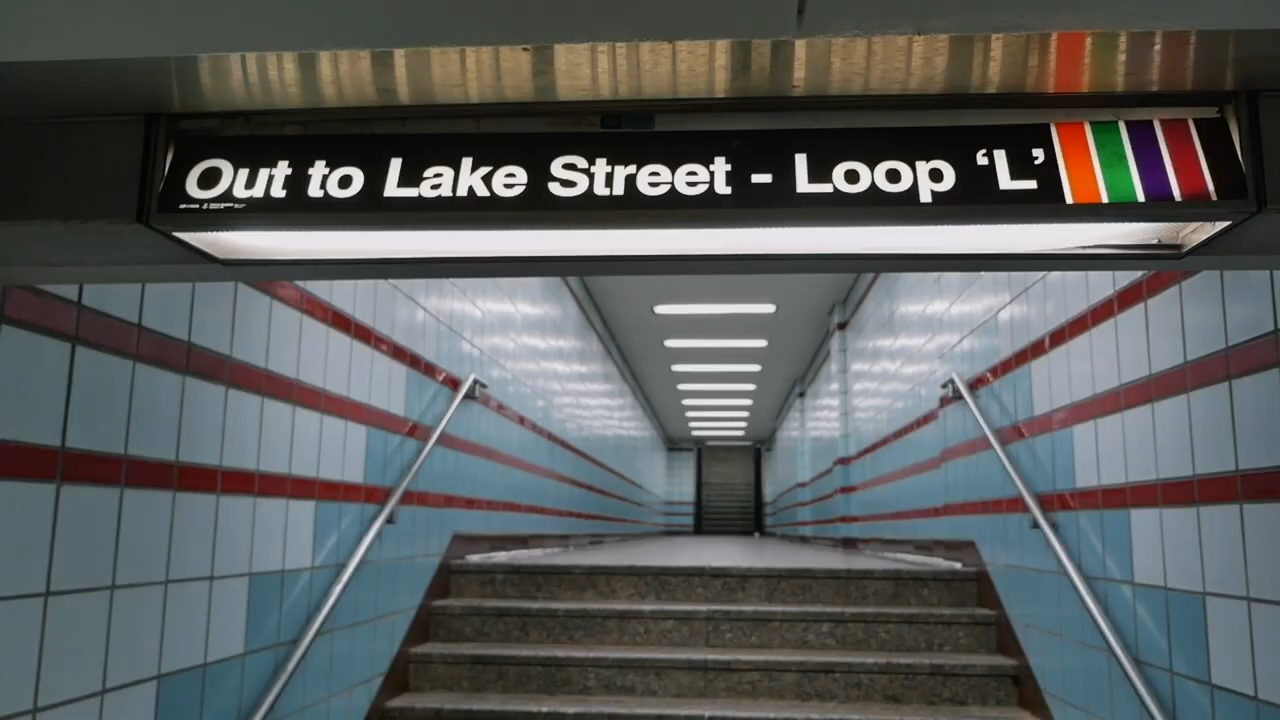 Out to Lake Street - Loop ‘L’